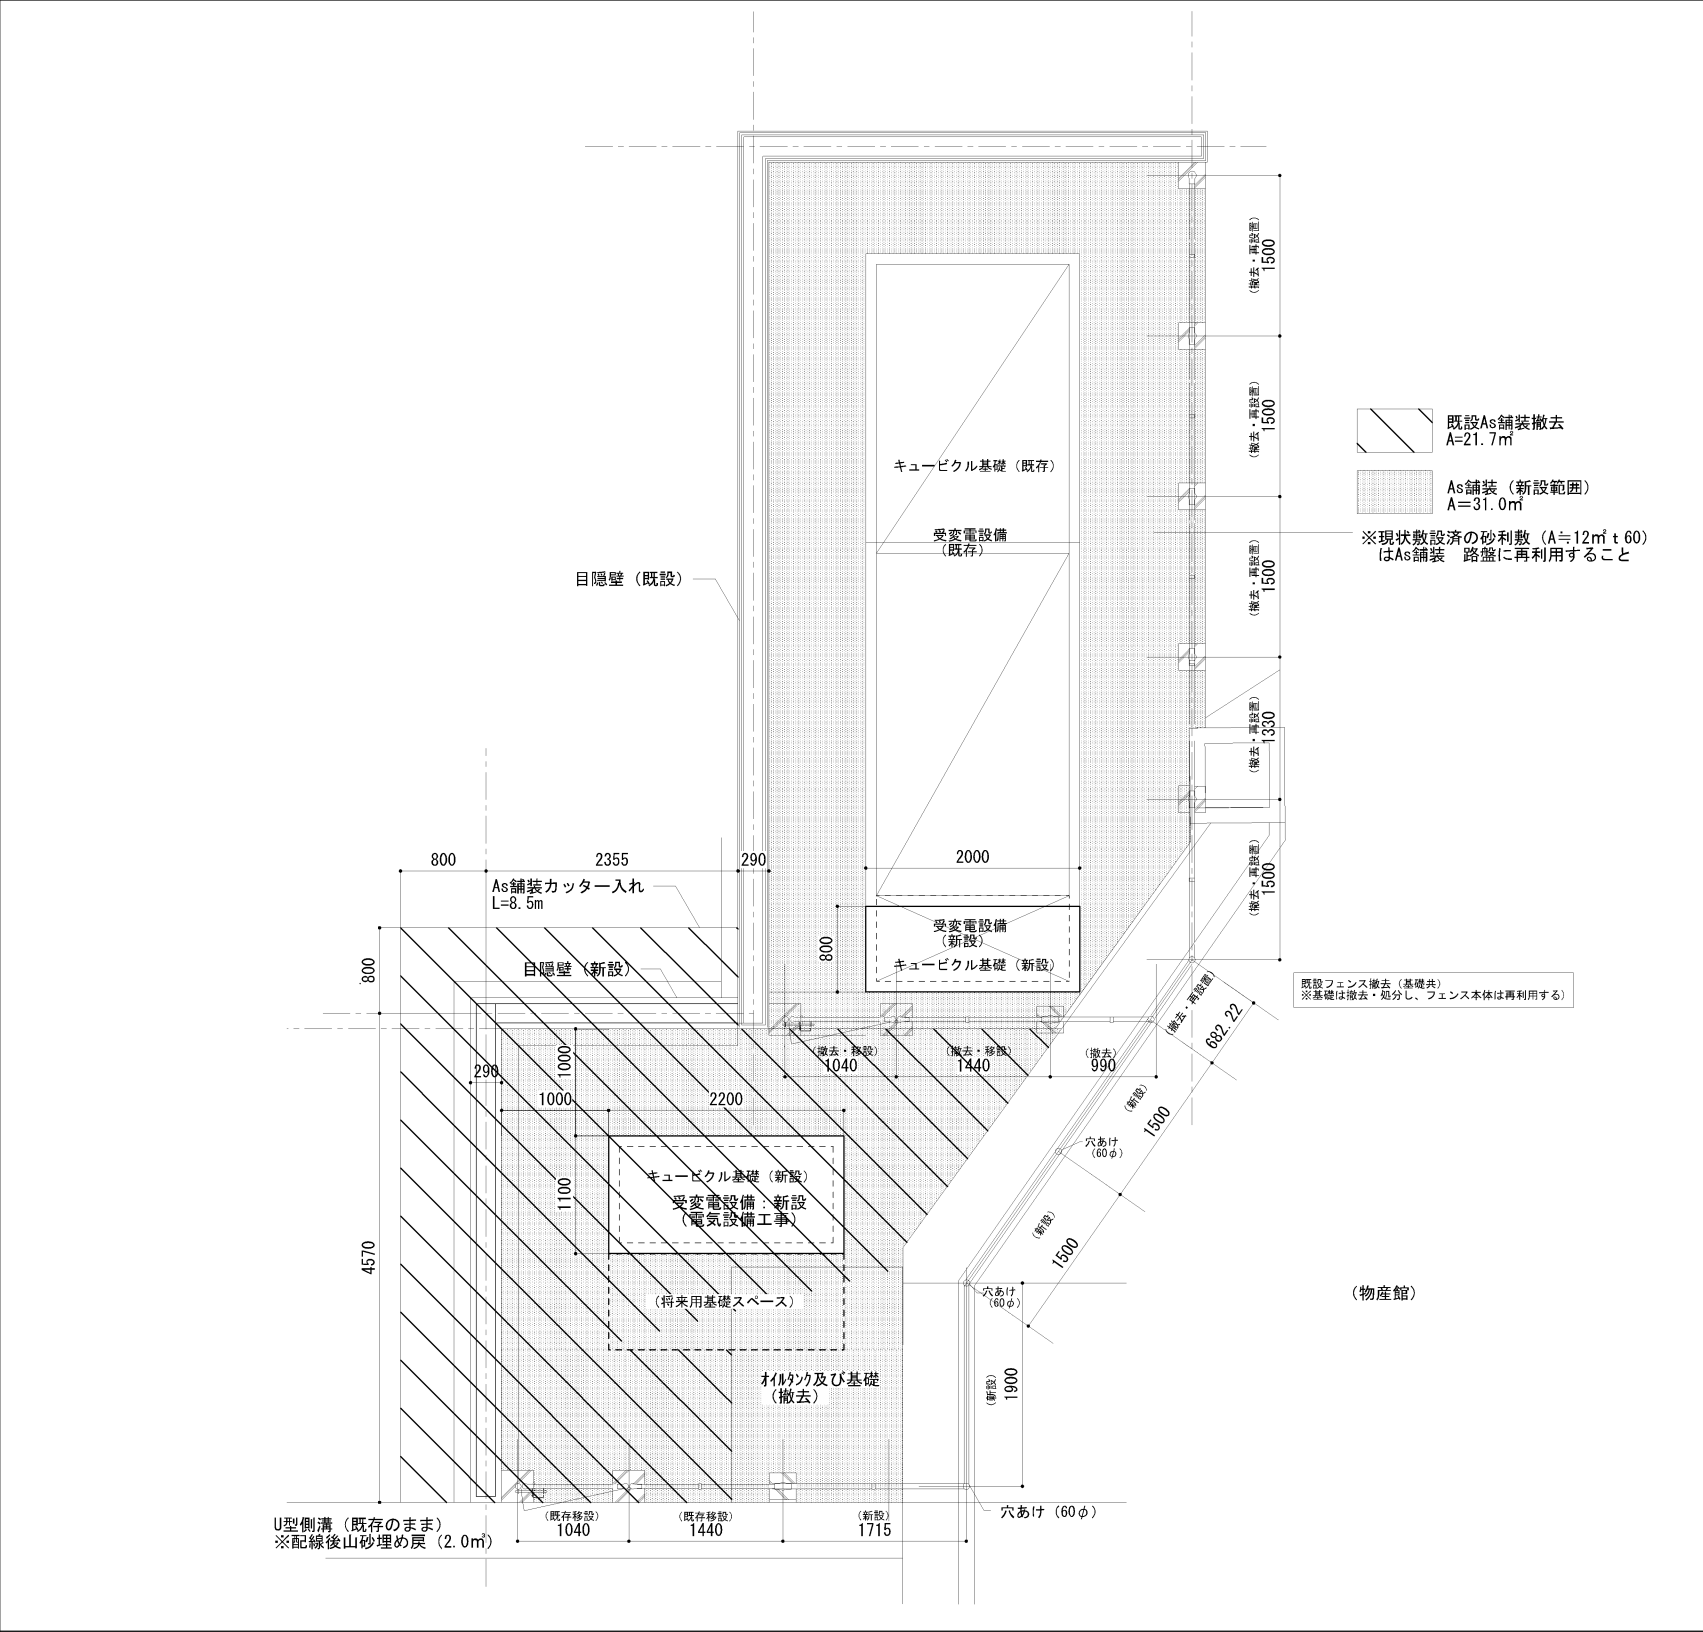 (撤去・再設置)
1500
(撤去・再設置)
1500
既設As舗装撤去
A=21.7㎡
As舗装（新設範囲）
A＝31.0㎡
※現状敷設済の砂利敷（A≒12㎡ｔ60）
はAs舗装　路盤に再利用すること
キュービクル基礎（既存）
受変電設備
（既存）
(撤去・再設置)
1500
目隠壁（既設）
(撤去・再設置)
1330
(撤去・再設置)
1500
800
2355
290
2000
As舗装カッター入れ
L=8.5m
800
受変電設備
（新設）
キュービクル基礎（新設）
800
目隠壁（新設）
既設フェンス撤去（基礎共）
※基礎は撤去・処分し、フェンス本体は再利用する）
(撤去・再設置)
682.22
(撤去・移設)
1040
(撤去・移設)
1440
(撤去)
990
290
1000
1000
2200
(新設)
1500
穴あけ
（60φ）
キュービクル基礎（新設）
受変電設備：新設
（電気設備工事）
1100
(新設)
1500
4570
（将来用基礎スペース）
穴あけ
（60φ）
（物産館）
ｵｲﾙﾀﾝｸ及び基礎
（撤去）
(新設)
1900
穴あけ（60φ）
U型側溝（既存のまま）
※配線後山砂埋め戻（2.0㎥）
(既存移設)
1040
(既存移設)
1440
(新設)
1715